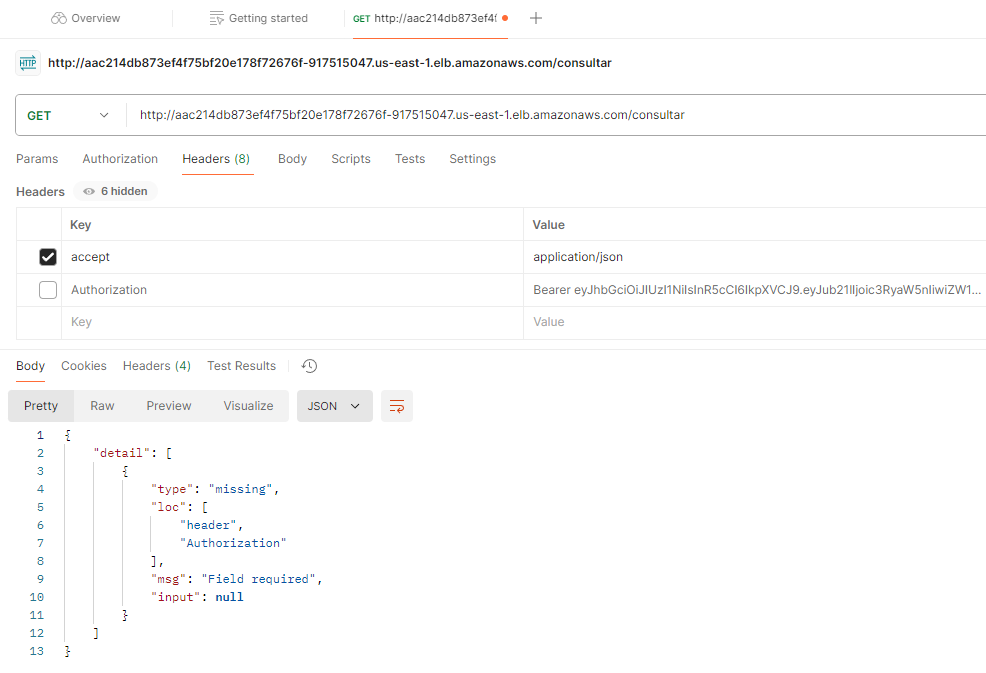 Overview Getting started GET http://aac214db873ef4f
HTTP http://aac214db873ef4f75bf20e178f72676f-917515047.us-east-1.elb.amazonaws.com/consultar
GET http://aac214db873ef4f75bf20e178f72676f-917515047.us-east-1.elb.amazonaws.com/consultar
Params Authorization Headers (8) Body Scripts Tests Settings
Headers 6 hidden
Key Value
accept application/json
Authorization Bearer eyJhbGciOiJIUzI1NiIsInR5cCI6IkpXVCJ9.eyJub21lIjoic3RyaW5nIiwiZW1...
Key Value
Body Cookies Headers (4) Test Results
Pretty Raw Preview Visualize JSON
1 {
2 "detail": [
3 {
4 "type": "missing",
5 "loc": [
6 "header",
7 "Authorization"
8 ],
9 "msg": "Field required",
10 "input": null
11 }
12 ]
13 }